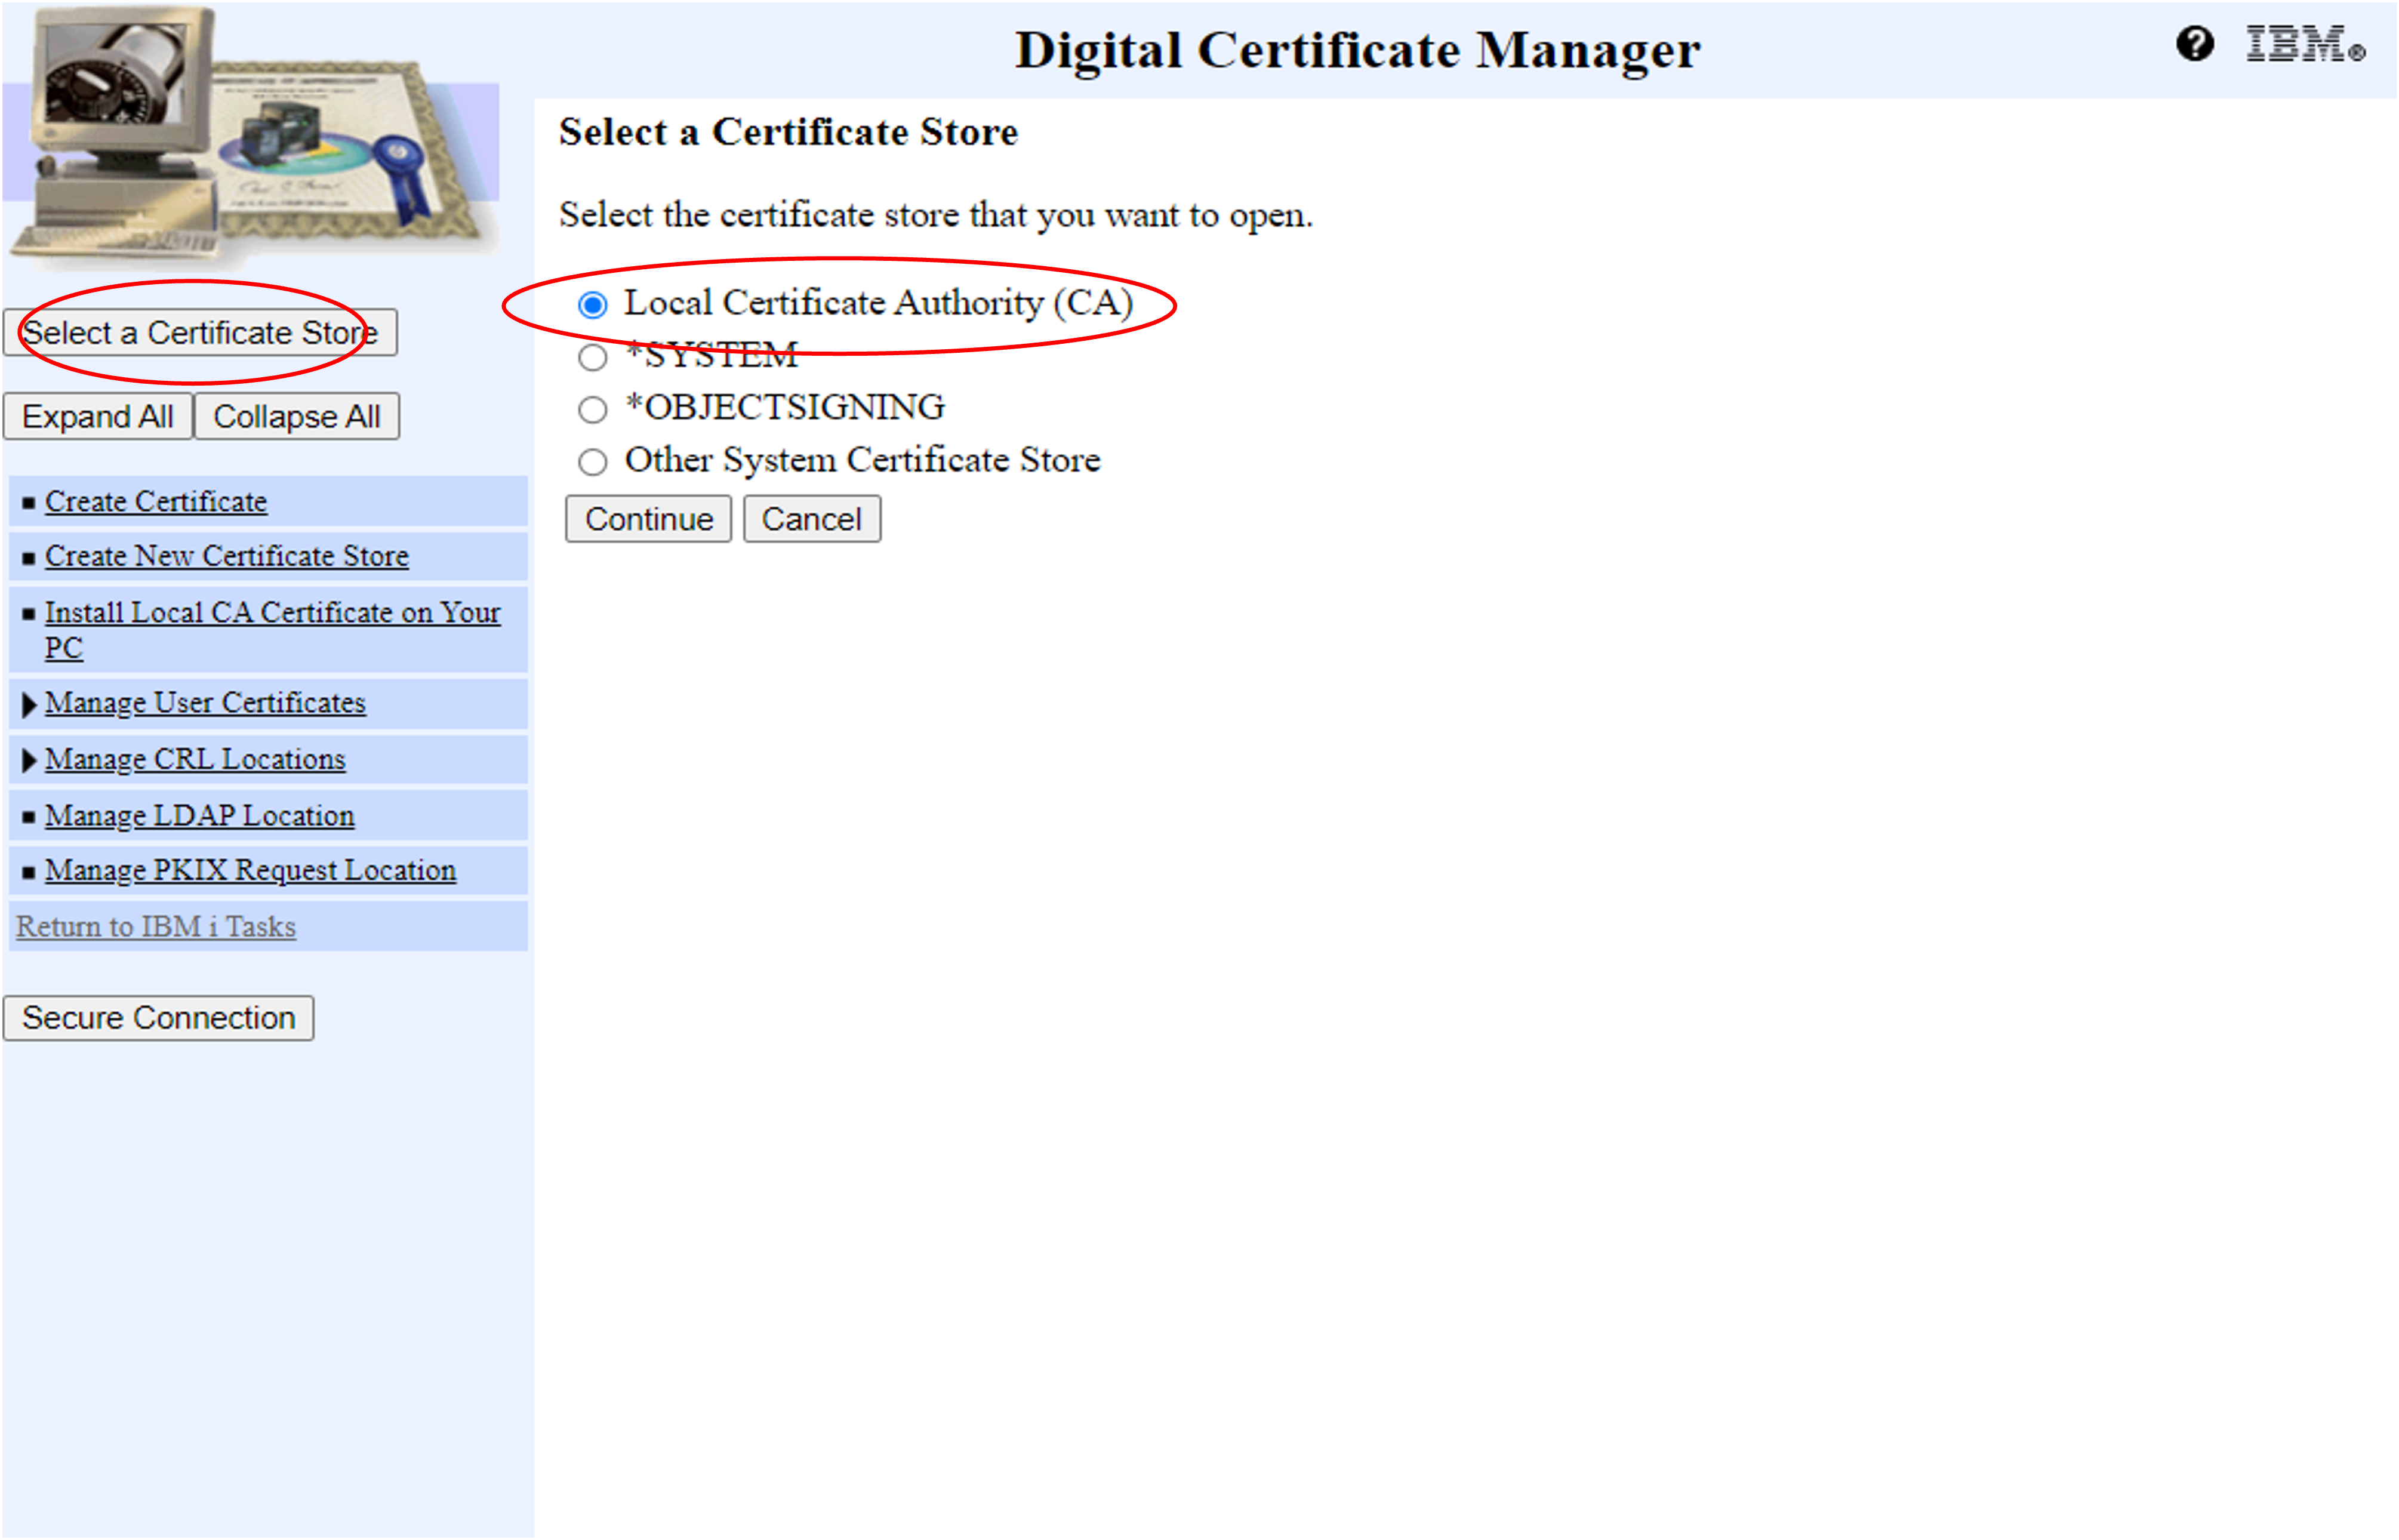 Digital Certificate Manager
? IBM®
Select a Certificate Store
Expand All Collapse All
Create Certificate
Create New Certificate Store
Install Local CA Certificate on Your
PC
Manage User Certificates
Manage CRL Locations
Manage LDAP Location
Manage PKIX Request Location
Return to IBM i Tasks
Secure Connection
Select a Certificate Store
Select the certificate store that you want to open.
Local Certificate Authority (CA)
*SYSTEM
*OBJECTSIGNING
Other System Certificate Store
Continue Cancel